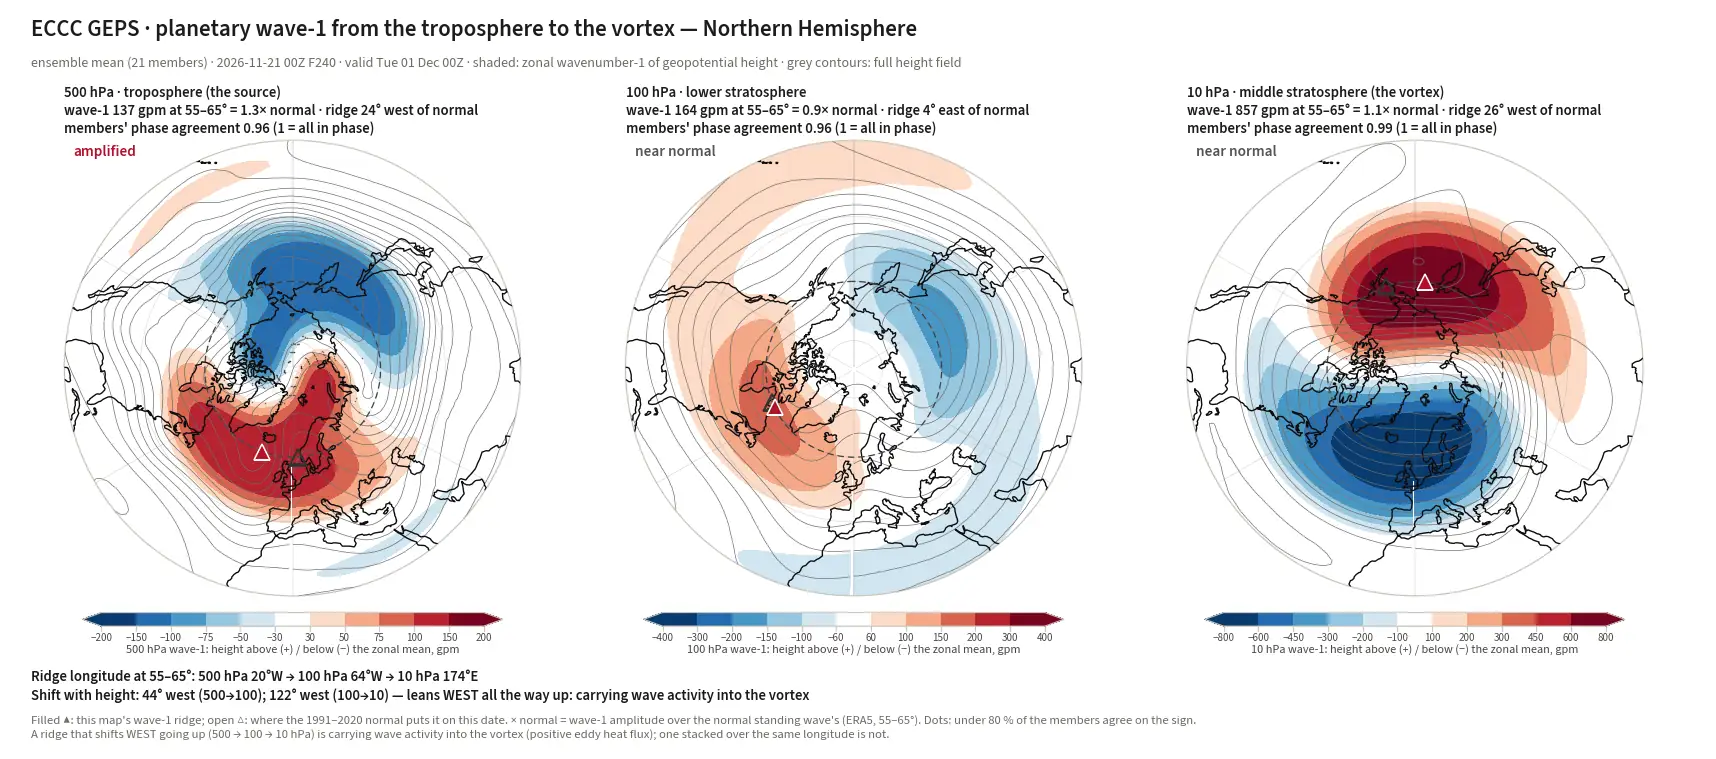 ECCC GEPS · planetary wave-1 from the troposphere to the vortex — Northern Hemisphere
ensemble mean (21 members) · 2026-11-21 00Z F240 · valid Tue 01 Dec 00Z · shaded: zonal wavenumber-1 of geopotential height · grey contours: full height field
500 hPa · troposphere (the source)
wave-1 137 gpm at 55–65° = 1.3× normal · ridge 24° west of normal
members' phase agreement 0.96 (1 = all in phase)
amplified
100 hPa · lower stratosphere
wave-1 164 gpm at 55–65° = 0.9× normal · ridge 4° east of normal
members' phase agreement 0.96 (1 = all in phase)
near normal
10 hPa · middle stratosphere (the vortex)
wave-1 857 gpm at 55–65° = 1.1× normal · ridge 26° west of normal
members' phase agreement 0.99 (1 = all in phase)
near normal
−200 −150 −100 −75 −50 −30 30 50 75 100 150 200
500 hPa wave-1: height above (+) / below (−) the zonal mean, gpm
−400 −300 −200 −150 −100 −60 60 100 150 200 300 400
100 hPa wave-1: height above (+) / below (−) the zonal mean, gpm
−800 −600 −450 −300 −200 −100 100 200 300 450 600 800
10 hPa wave-1: height above (+) / below (−) the zonal mean, gpm
Ridge longitude at 55–65°: 500 hPa 20°W → 100 hPa 64°W → 10 hPa 174°E
Shift with height: 44° west (500→100); 122° west (100→10) — leans WEST all the way up: carrying wave activity into the vortex
Filled ▲: this map's wave-1 ridge; open △: where the 1991–2020 normal puts it on this date. × normal = wave-1 amplitude over the normal standing wave's (ERA5, 55–65°). Dots: under 80 % of the members agree on the sign.
A ridge that shifts WEST going up (500 → 100 → 10 hPa) is carrying wave activity into the vortex (positive eddy heat flux); one stacked over the same longitude is not.